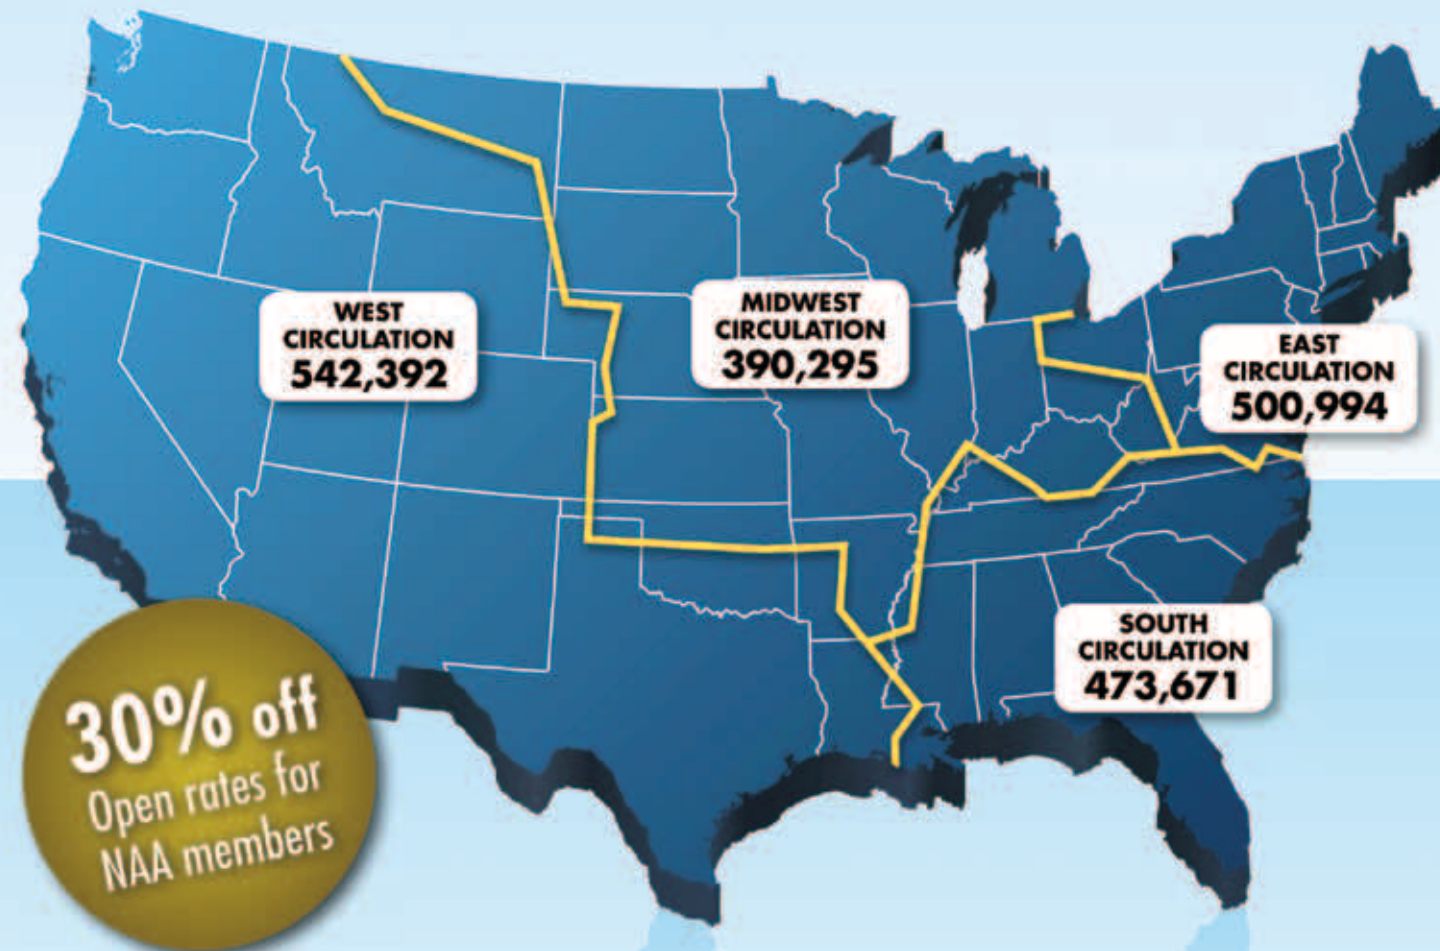 WEST
CIRCULATION
542,392
MIDWEST
CIRCULATION
390,295
EAST
CIRCULATION
500,994
SOUTH
CIRCULATION
473,671
30% off
Open rates for
NAA members